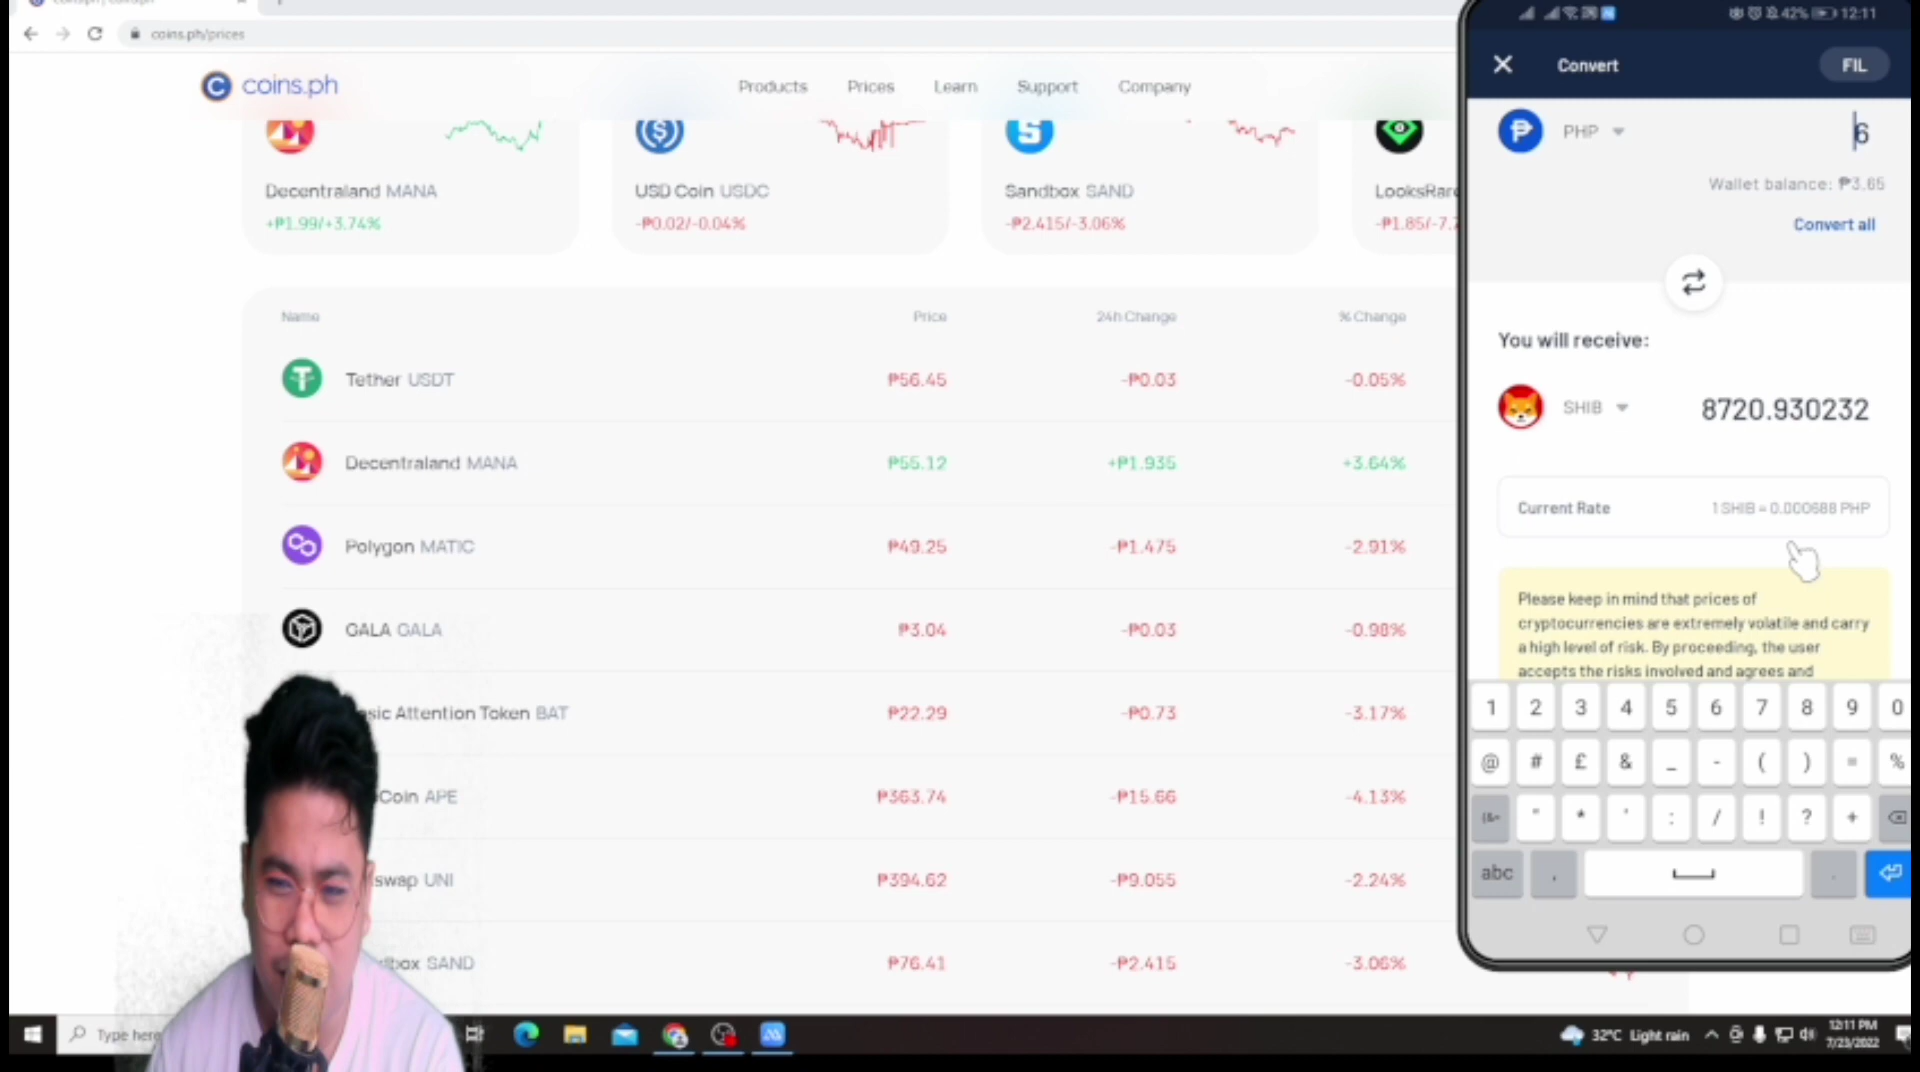 coins.ph/prices
coins.ph
Products
Prices
Learn
Support
Company
Decentraland MANA
+₱1.99/+3.74%
USD Coin USDC
-₱0.02/-0.04%
Sandbox SAND
-₱2.415/-3.06%
LooksRare
-₱1.85/-7.
Name Price 24h Change % Change
Tether USDT ₱56.45 -₱0.03 -0.05%
Decentraland MANA ₱55.12 +₱1.935 +3.64%
Polygon MATIC ₱49.25 -₱1.475 -2.91%
GALA GALA ₱3.04 -₱0.03 -0.98%
sic Attention Token BAT ₱22.29 -₱0.73 -3.17%
Coin APE ₱363.74 -₱15.66 -4.13%
swap UNI ₱394.62 -₱9.055 -2.24%
box SAND ₱76.41 -₱2.415 -3.06%
42% 12:11
Convert FIL
PHP 6
Wallet balance: ₱3.65
Convert all
You will receive:
SHIB 8720.930232
Current Rate 1 SHIB = 0.000688 PHP
Please keep in mind that prices of
cryptocurrencies are extremely volatile and carry
a high level of risk. By proceeding, the user
accepts the risks involved and agrees and
1 2 3 4 5 6 7 8 9 0
@ # £ & _ - ( ) = %
{&= " * ' : / ! ? +
abc , .
Type here
32°C Light rain
12:11 PM
7/23/2022